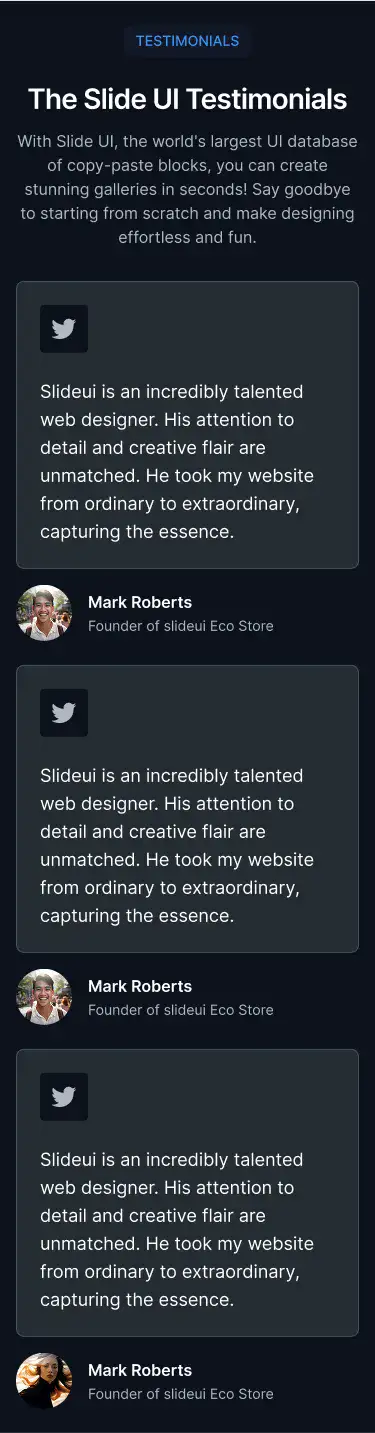 TESTIMONIALS
The Slide UI Testimonials
With Slide UI, the world's largest UI database
of copy-paste blocks, you can create
stunning galleries in seconds! Say goodbye
to starting from scratch and make designing
effortless and fun.
Slideui is an incredibly talented
web designer. His attention to
detail and creative flair are
unmatched. He took my website
from ordinary to extraordinary,
capturing the essence.
Mark Roberts
Founder of slideui Eco Store
Slideui is an incredibly talented
web designer. His attention to
detail and creative flair are
unmatched. He took my website
from ordinary to extraordinary,
capturing the essence.
Mark Roberts
Founder of slideui Eco Store
Slideui is an incredibly talented
web designer. His attention to
detail and creative flair are
unmatched. He took my website
from ordinary to extraordinary,
capturing the essence.
Mark Roberts
Founder of slideui Eco Store